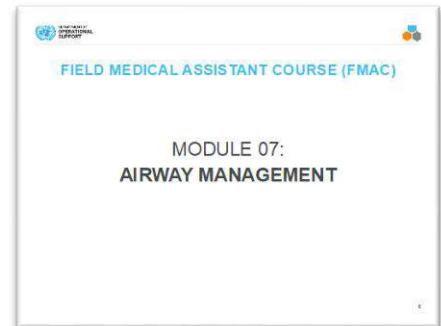 DEPARTMENT OF
OPERATIONAL
SUPPORT
FIELD MEDICAL ASSISTANT COURSE (FMAC)
MODULE 07:
AIRWAY MANAGEMENT